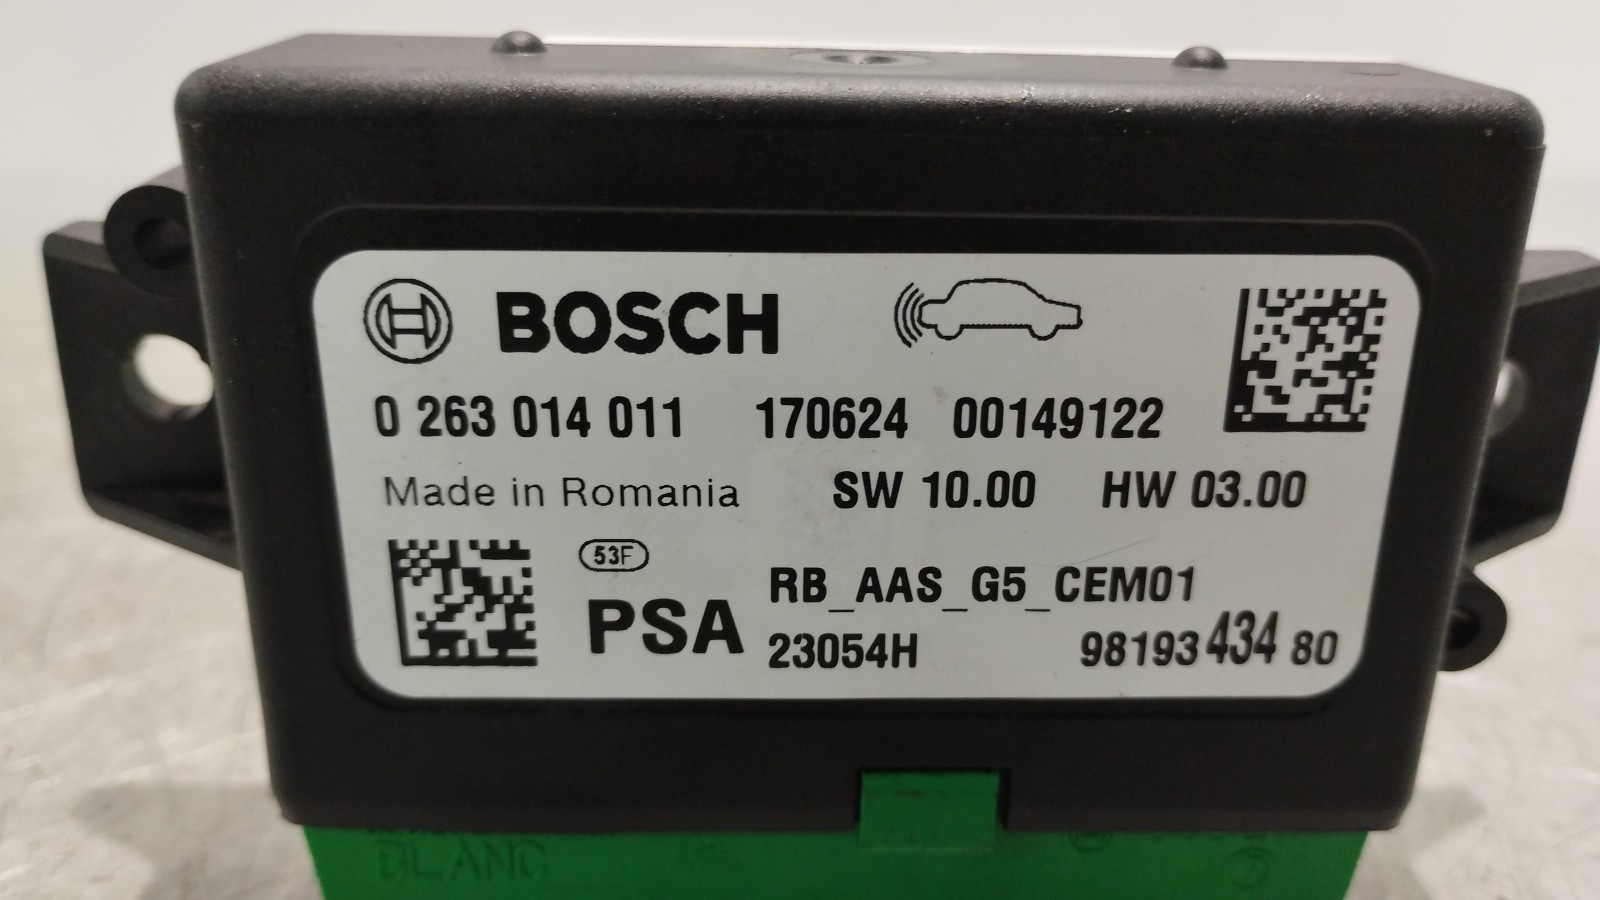 BOSCH
0 263 014 011 170624 00149122
Made in Romania SW 10.00 HW 03.00
53F
RB_AAS_G5_CEM01
PSA
23054H 98193 434 80
BLANC